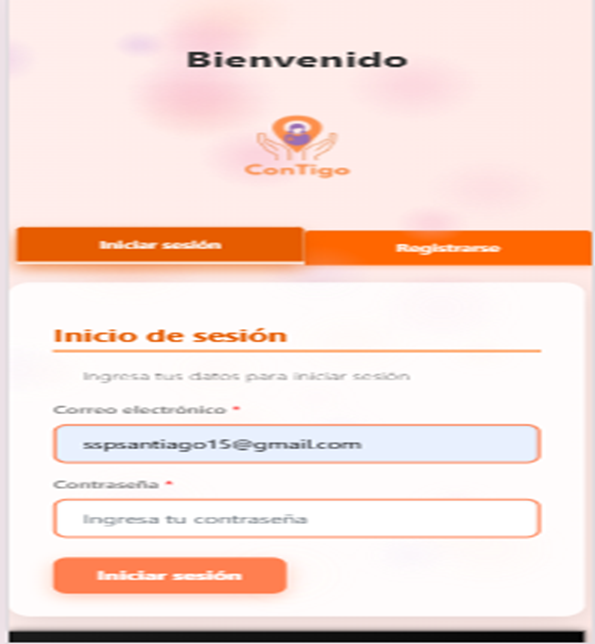 Bienvenido
ConTigo
Iniciar sesión
Registrarse
Inicio de sesión
Ingresa tus datos para iniciar sesión
Correo electrónico *
sspsantiago15@gmail.com
Contraseña *
Ingresa tu contraseña
Iniciar sesión